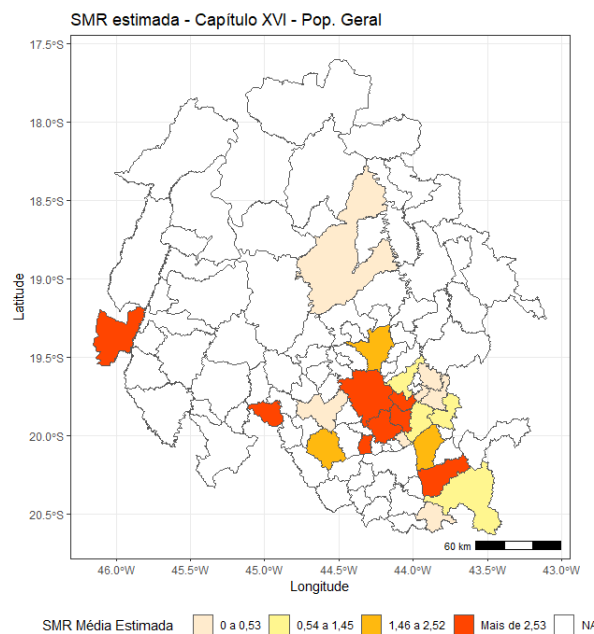 SMR estimada - Capítulo XVI - Pop. Geral
17.5°S
18.0°S
18.5°S
19.0°S
19.5°S
20.0°S
20.5°S
Latitude
60 km
46.0°W 45.5°W 45.0°W 44.5°W 44.0°W 43.5°W 43.0°W
Longitude
SMR Média Estimada 0 a 0,53 0,54 a 1,45 1,46 a 2,52 Mais de 2,53 NA